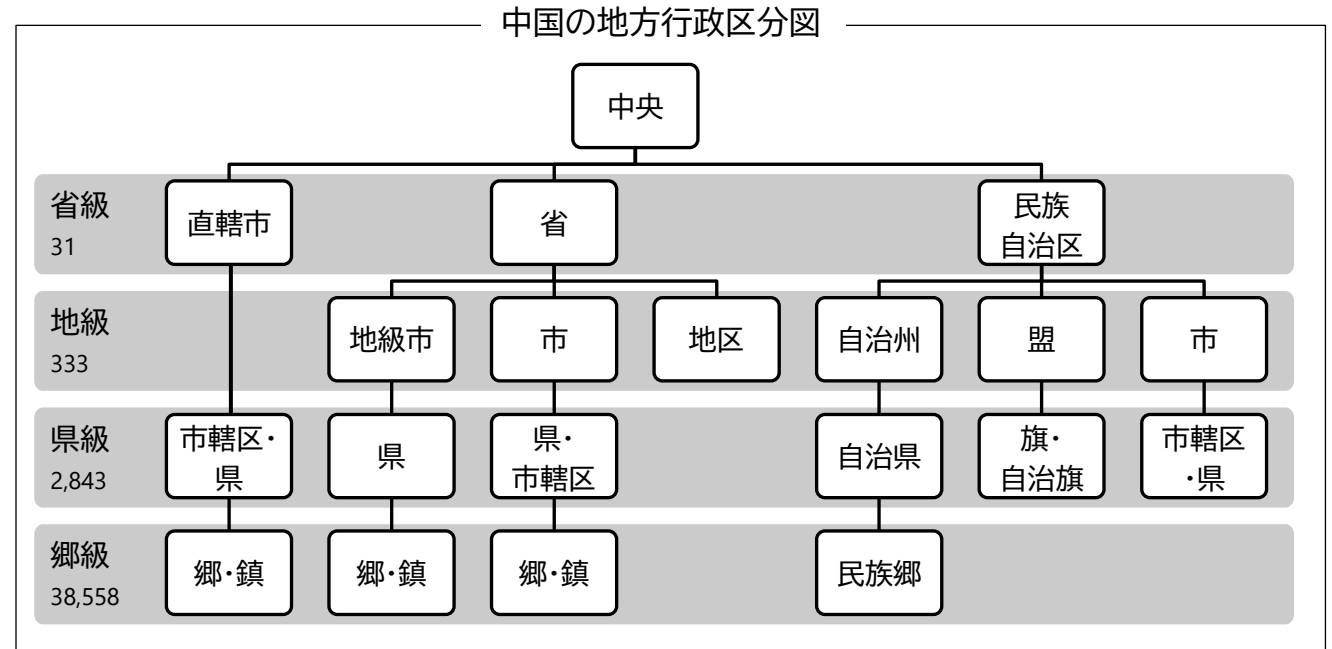 中国の地方行政区分図
中央
省級
31
直轄市
省
民族
自治区
地級
333
地級市
市
地区
自治州
盟
市
県級
2,843
市轄区・
県
県
県・
市轄区
自治県
旗・
自治旗
市轄区
・県
郷級
38,558
郷・鎮
郷・鎮
郷・鎮
民族郷